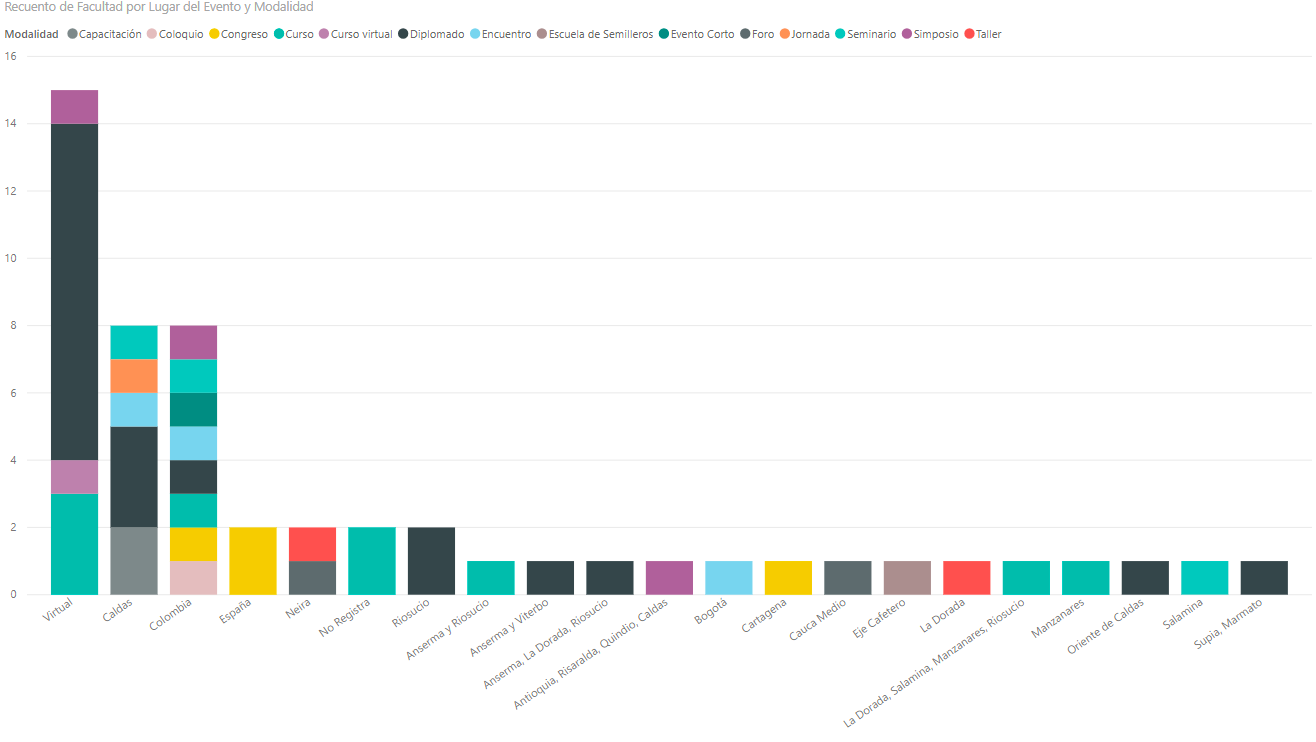 Recuento de Facultad por Lugar del Evento y Modalidad
Modalidad Capacitación Coloquio Congreso Curso Curso virtual Diplomado Encuentro Escuela de Semilleros Evento Corto Foro Jornada Seminario Simposio Taller
16
14
12
10
8
6
4
2
0
Virtual
Caldas
Colombia
España
Neira
No Registra
Riosucio
Anserma y Riosucio
Anserma y Viterbo
Anserma, La Dorada, Riosucio
Antioquia, Risaralda, Quindio, Caldas
Bogotá
Cartagena
Cauca Medio
Eje Cafetero
La Dorada
La Dorada, Salamina, Manzanares, Riosucio
Manzanares
Oriente de Caldas
Salamina
Supia, Marmato